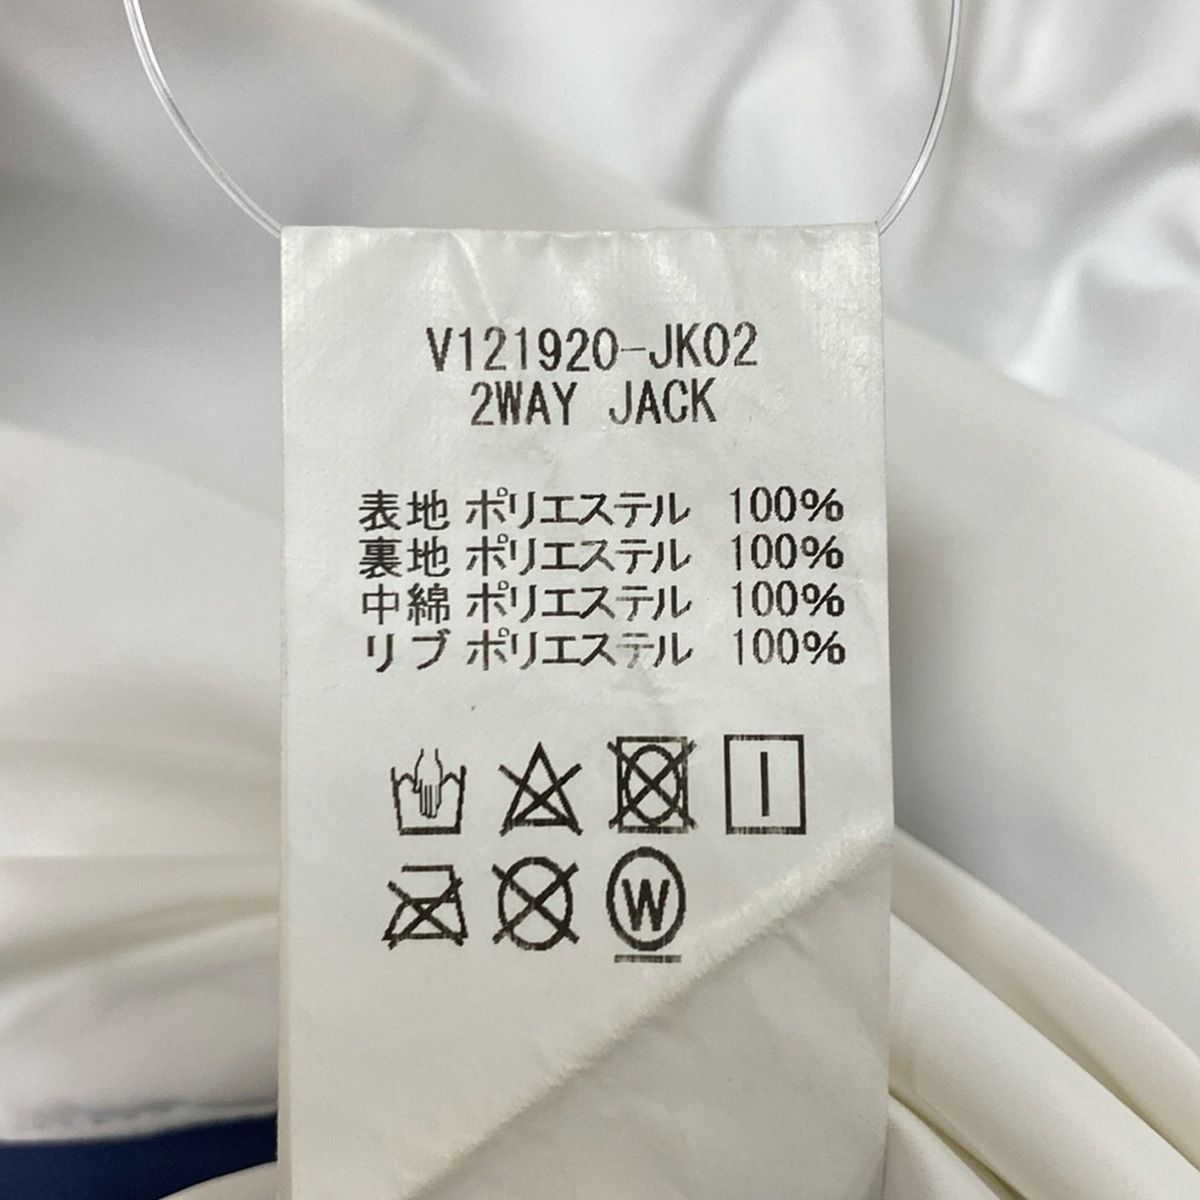 V121920-JK02
2WAY JACK
表地 ポリエステル 100%
裏地 ポリエステル 100%
中綿 ポリエステル 100%
リブ ポリエステル 100%
W